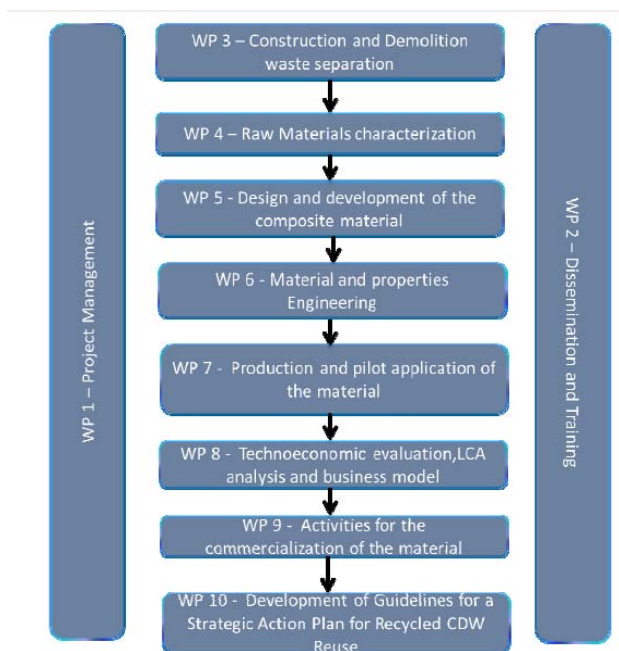 WP 1 – Project Management
WP 3 – Construction and Demolition
waste separation
WP 4 – Raw Materials characterization
WP 5 - Design and development of the
composite material
WP 6 - Material and properties
Engineering
WP 7 - Production and pilot application of
the material
WP 8 - Technoeconomic evaluation,LCA
analysis and business model
WP 9 - Activities for the
commercialization of the material
WP 10 - Development of Guidelines for a
Strategic Action Plan for Recycled CDW
Reuse
WP 2 – Dissemination and Training